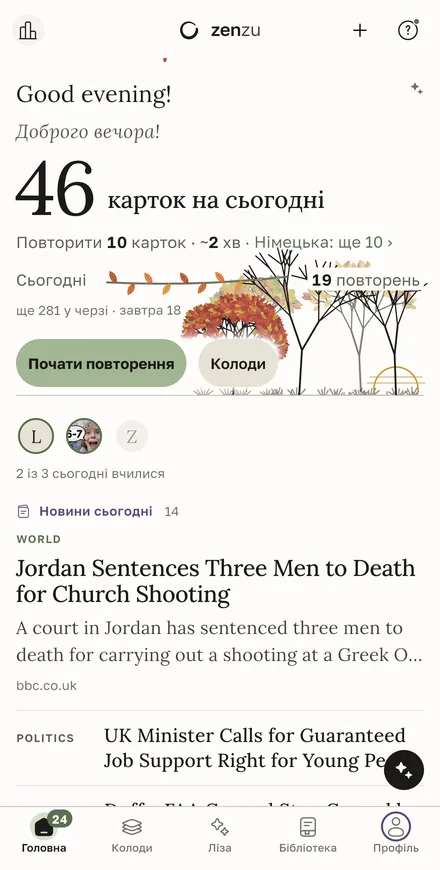 zenzu
Good evening!
Доброго вечора!
46 карток на сьогодні
Повторити 10 карток · ~2 хв · Німецька: ще 10 ›
Сьогодні
19 повторень
ще 281 у черзі · завтра 18
Почати повторення
Колоди
L
6-7
Z
2 із 3 сьогодні вчилися
Новини сьогодні 14
WORLD
Jordan Sentences Three Men to Death
for Church Shooting
A court in Jordan has sentenced three men to
death for carrying out a shooting at a Greek O...
bbc.co.uk
POLITICS
UK Minister Calls for Guaranteed
Job Support Right for Young Pe
24
Головна
Колоди
Ліза
Бібліотека
Профіль